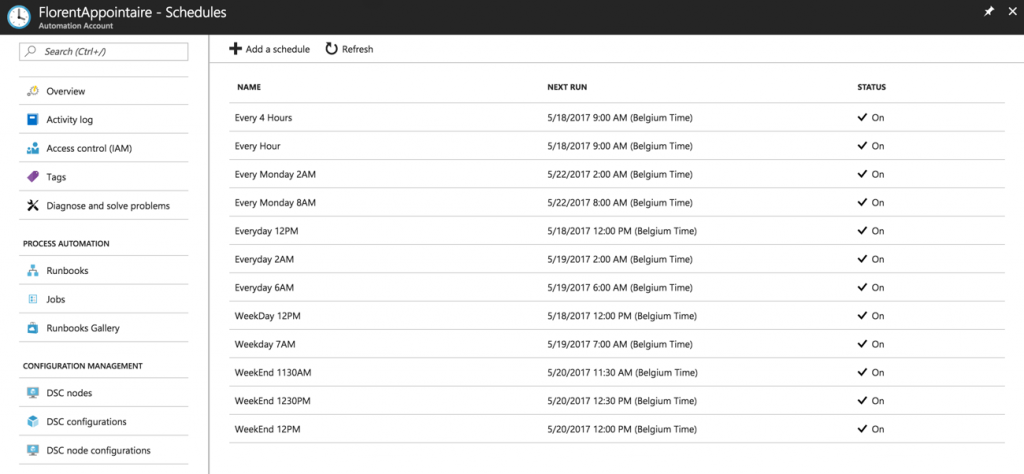 FlorentAppointaire - Schedules
Automation Account
Search (Ctrl+/)
Overview
Activity log
Access control (IAM)
Tags
Diagnose and solve problems
PROCESS AUTOMATION
Runbooks
Jobs
Runbooks Gallery
CONFIGURATION MANAGEMENT
DSC nodes
DSC configurations
DSC node configurations
Add a schedule Refresh
NAME NEXT RUN STATUS
Every 4 Hours 5/18/2017 9:00 AM (Belgium Time) On
Every Hour 5/18/2017 9:00 AM (Belgium Time) On
Every Monday 2AM 5/22/2017 2:00 AM (Belgium Time) On
Every Monday 8AM 5/22/2017 8:00 AM (Belgium Time) On
Everyday 12PM 5/18/2017 12:00 PM (Belgium Time) On
Everyday 2AM 5/19/2017 2:00 AM (Belgium Time) On
Everyday 6AM 5/19/2017 6:00 AM (Belgium Time) On
WeekDay 12PM 5/18/2017 12:00 PM (Belgium Time) On
Weekday 7AM 5/19/2017 7:00 AM (Belgium Time) On
WeekEnd 1130AM 5/20/2017 11:30 AM (Belgium Time) On
WeekEnd 1230PM 5/20/2017 12:30 PM (Belgium Time) On
WeekEnd 12PM 5/20/2017 12:00 PM (Belgium Time) On